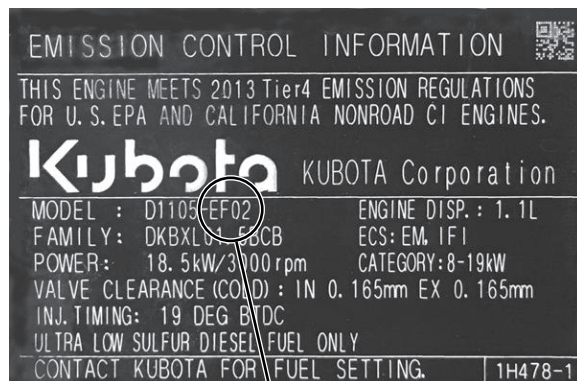 EMISSION CONTROL INFORMATION
THIS ENGINE MEETS 2013 Tier4 EMISSION REGULATIONS
FOR U.S. EPA AND CALIFORNIA NONROAD CI ENGINES.
Kubota KUBOTA Corporation
MODEL : D1105-EF02 ENGINE DISP.: 1.1L
FAMILY: ECS: EM, IFI
POWER: 18.5kW/ rpm CATEGORY:8-19kW
VALVE CLEARANCE (COLD) : IN 0.165mm EX 0.165mm
INJ. TIMING: 19 DEG BTDC
ULTRA LOW SULFUR DIESEL FUEL ONLY
CONTACT KUBOTA FOR FUEL SETTING. 1H478-1